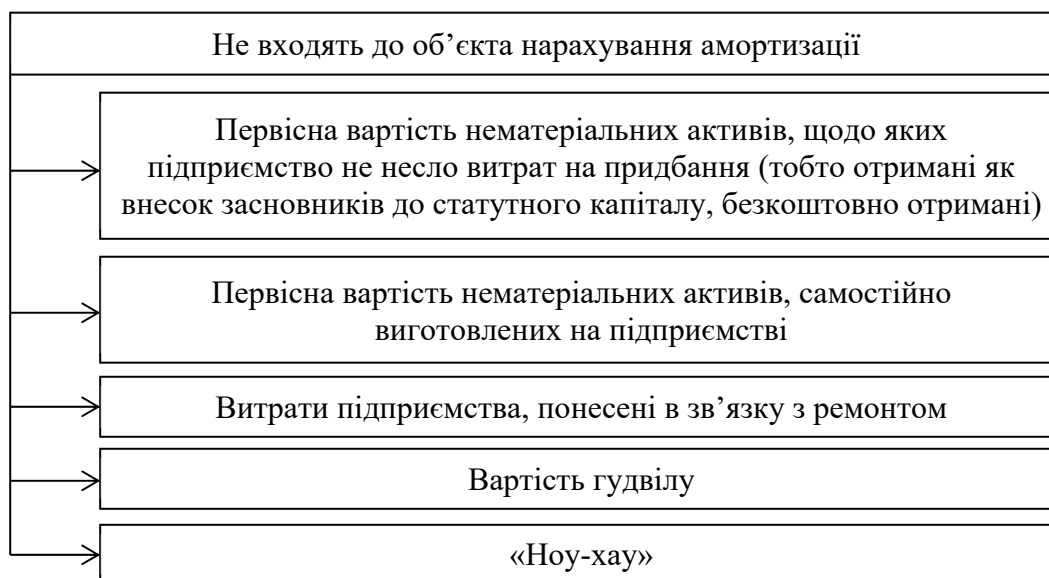 Не входять до об’єкта нарахування амортизації
Первісна вартість нематеріальних активів, щодо яких
підприємство не несло витрат на придбання (тобто отримані як
внесок засновників до статутного капіталу, безкоштовно отримані)
Первісна вартість нематеріальних активів, самостійно
виготовлених на підприємстві
Витрати підприємства, понесені в зв’язку з ремонтом
Вартість гудвілу
«Ноу-хау»